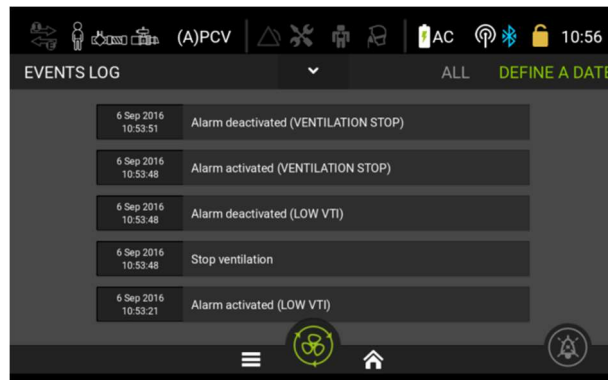 (A)PCV AC 10:56
EVENTS LOG ALL DEFINE A DATE
6 Sep 2016
10:53:51
Alarm deactivated (VENTILATION STOP)
6 Sep 2016
10:53:48
Alarm activated (VENTILATION STOP)
6 Sep 2016
10:53:48
Alarm deactivated (LOW VTI)
6 Sep 2016
10:53:48
Stop ventilation
6 Sep 2016
10:53:21
Alarm activated (LOW VTI)